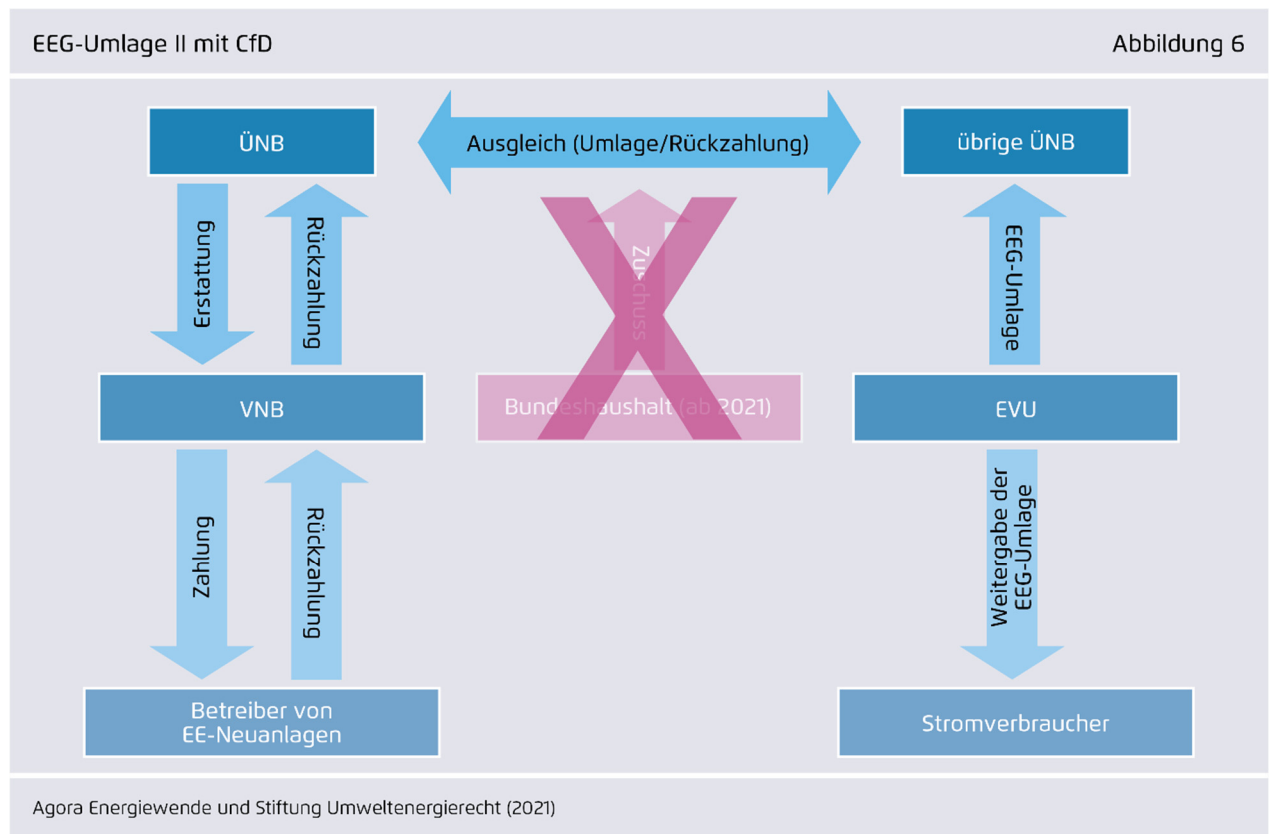 EEG-Umlage II mit CfD
Abbildung 6
ÜNB
Ausgleich (Umlage/Rückzahlung)
übrige ÜNB
Erstattung
Rückzahlung
Zuschuss
EEG-Umlage
VNB
Bundeshaushalt (ab 2021)
EVU
Zahlung
Rückzahlung
Weitergabe der
EEG-Umlage
Betreiber von
EE-Neuanlagen
Stromverbraucher
Agora Energiewende und Stiftung Umweltenergierecht (2021)